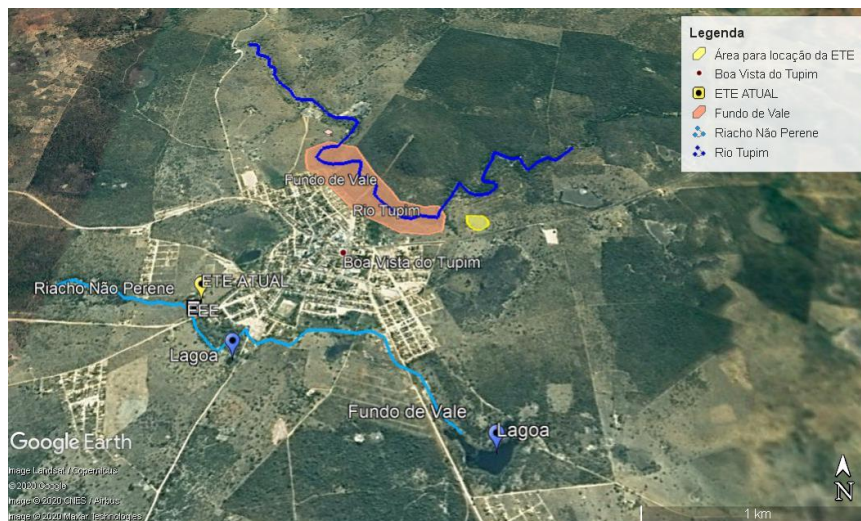 Legenda
Área para locação da ETE
Boa Vista do Tupim
ETE ATUAL
Fundo de Vale
Riacho Não Perene
Rio Tupim
Fundo de Vale
Rio Tupim
Boa Vista do Tupim
ETE ATUAL
Riacho Não Perene
EEE
Lagoa
Fundo de Vale
Lagoa
Google Earth
Image Landsat / Copernicus
© 2020 Google
Image © 2020 CNES / Airbus
Image © 2020 Maxar Technologies
N
1 km